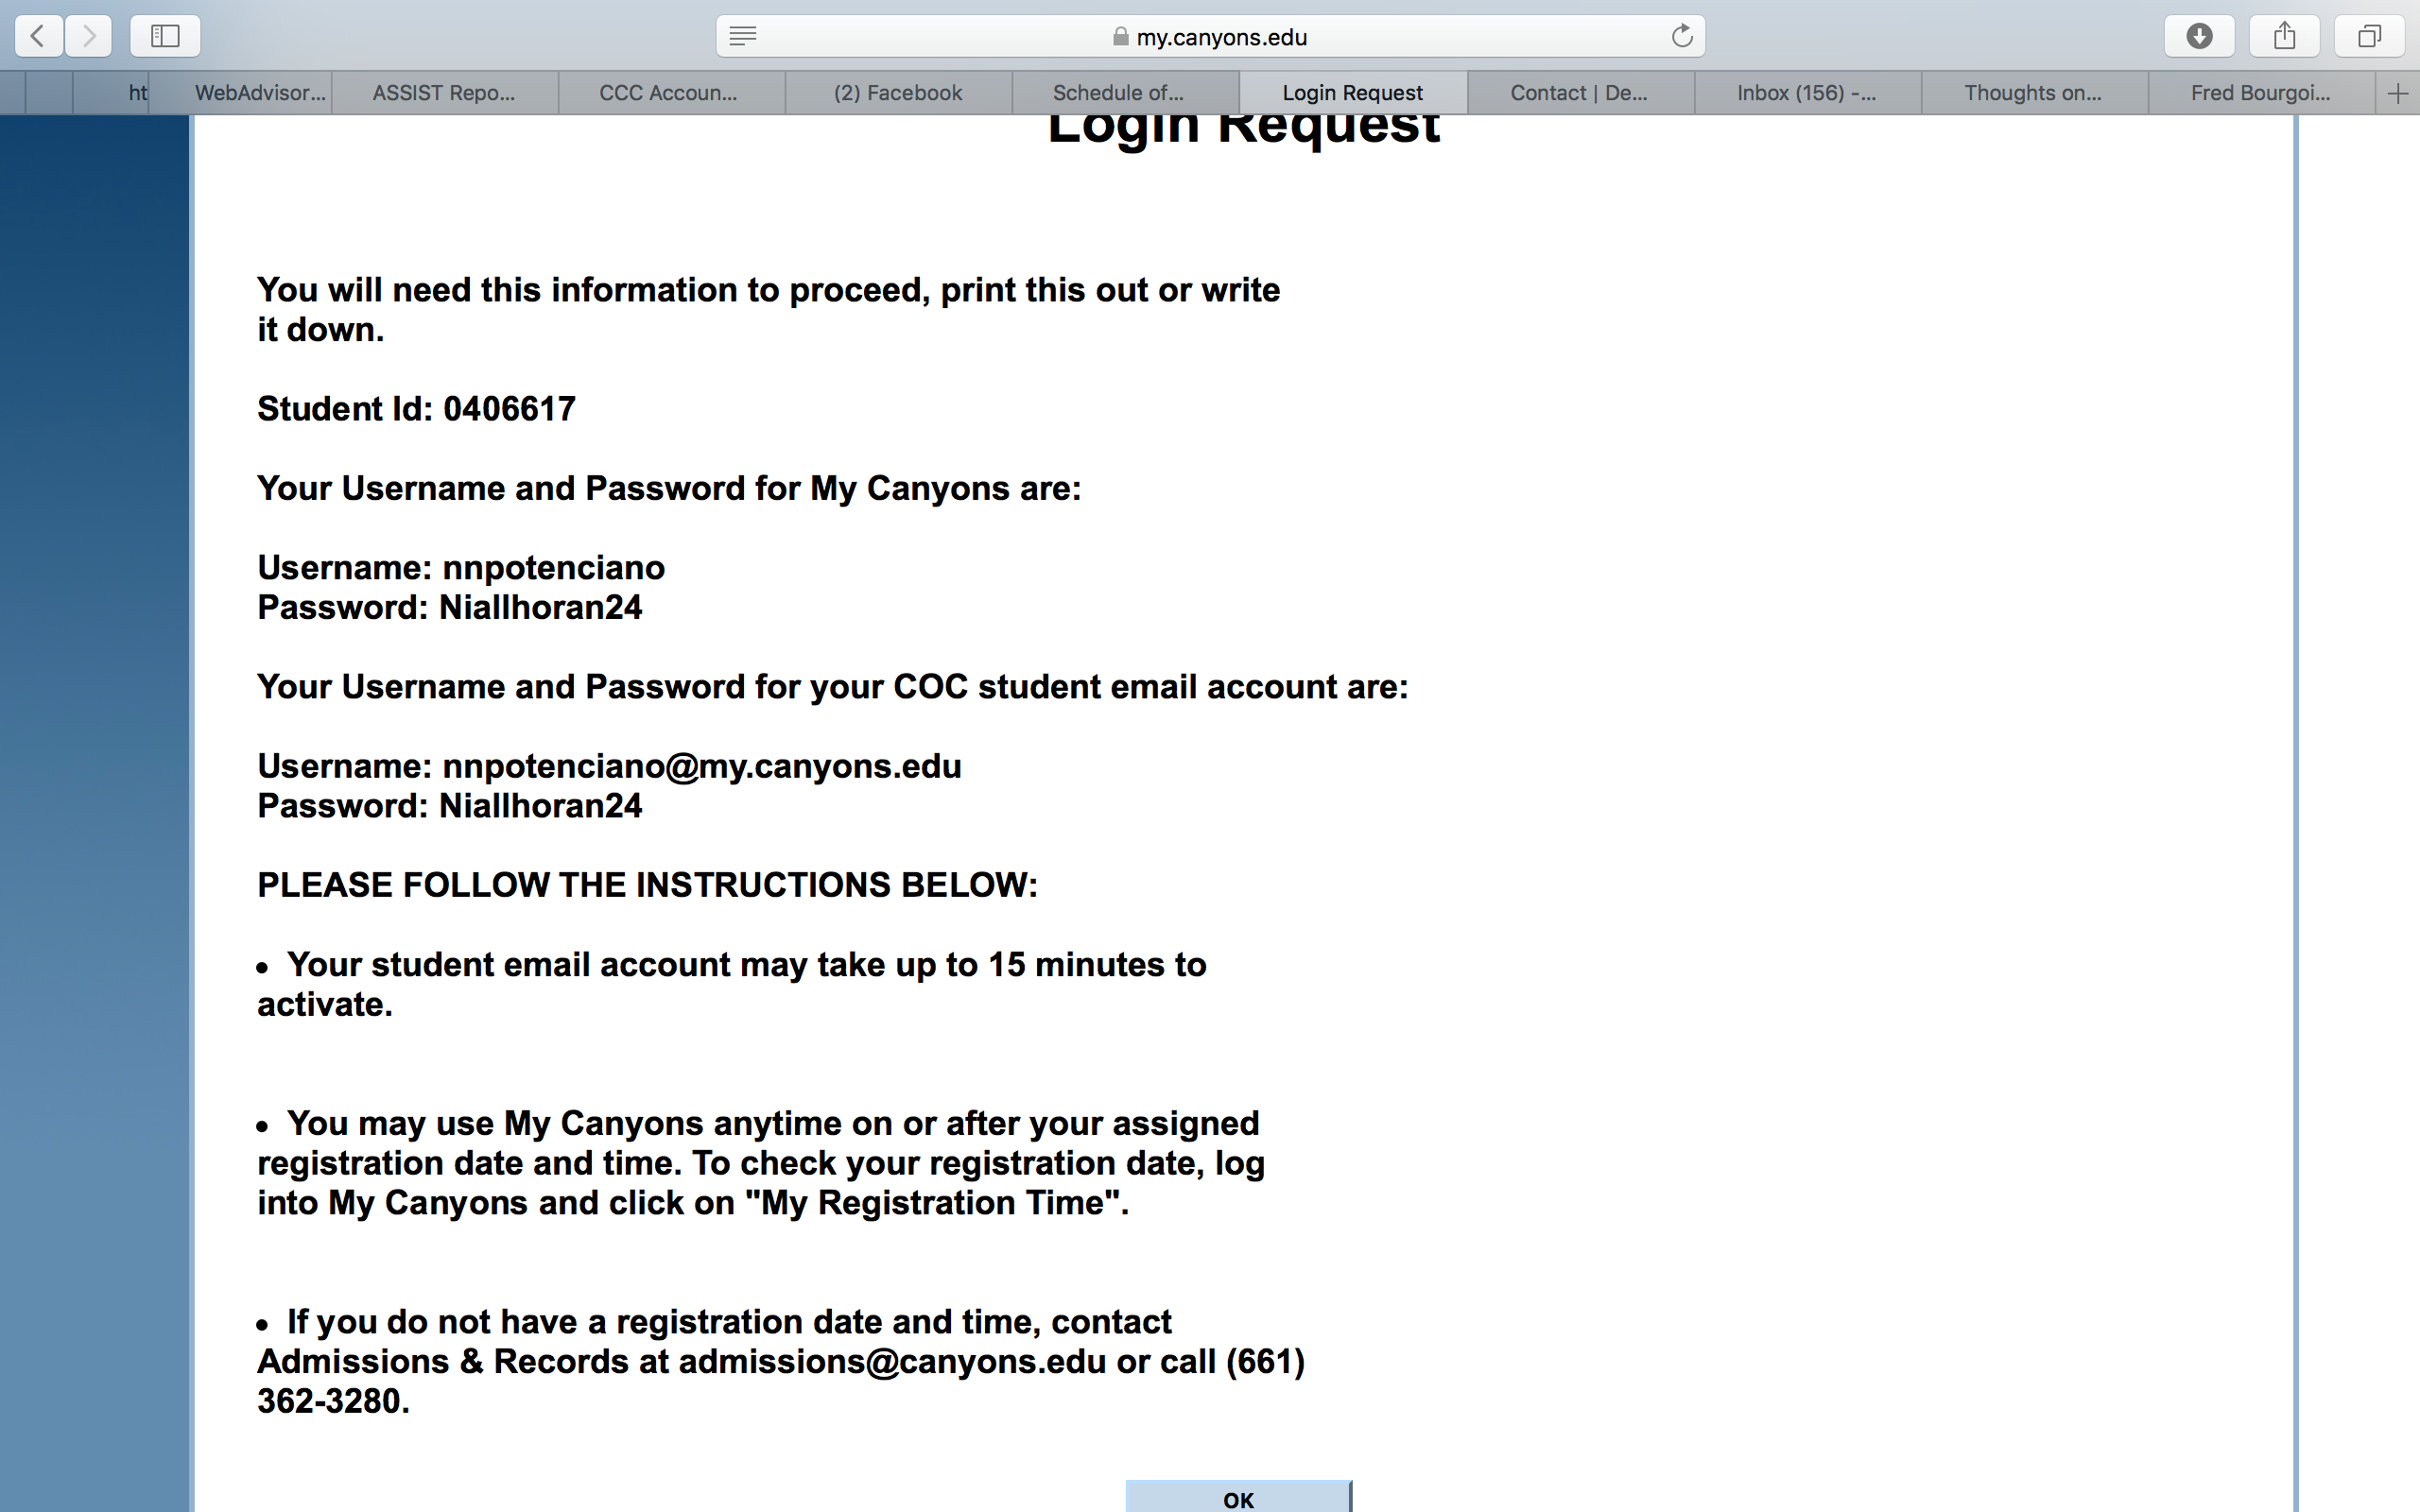 my.canyons.edu
ht
WebAdvisor...
ASSIST Repo...
CCC Accoun...
(2) Facebook
Schedule of...
Login Request
Contact | De...
Inbox (156) -...
Thoughts on...
Fred Bourgoi...
Login Request
You will need this information to proceed, print this out or write
it down.
Student Id: 0406617
Your Username and Password for My Canyons are:
Username: nnpotenciano
Password: Niallhoran24
Your Username and Password for your COC student email account are:
Username: nnpotenciano@my.canyons.edu
Password: Niallhoran24
PLEASE FOLLOW THE INSTRUCTIONS BELOW:
• Your student email account may take up to 15 minutes to
activate.
• You may use My Canyons anytime on or after your assigned
registration date and time. To check your registration date, log
into My Canyons and click on "My Registration Time".
• If you do not have a registration date and time, contact
Admissions & Records at admissions@canyons.edu or call (661)
362-3280.
OK